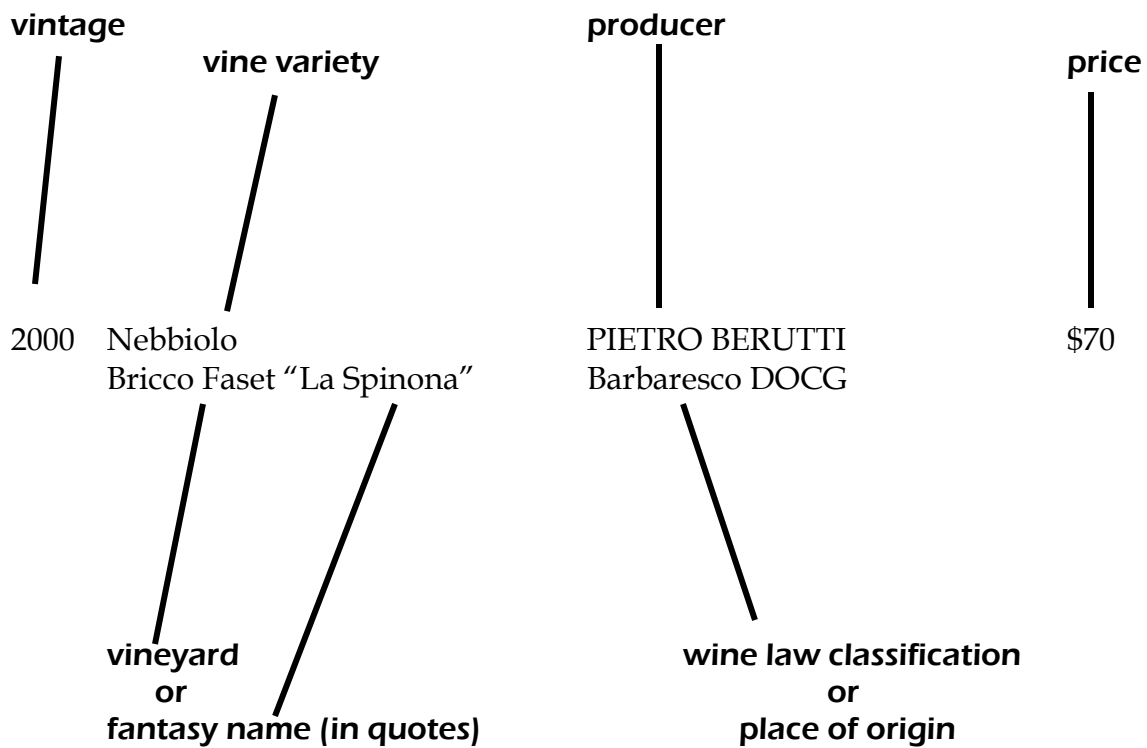 vintage
producer
vine variety
price
2000 Nebbiolo PIETRO BERUTTI $70
Bricco Faset “La Spinona” Barbaresco DOCG
vineyard
or
fantasy name (in quotes)
wine law classification
or
place of origin